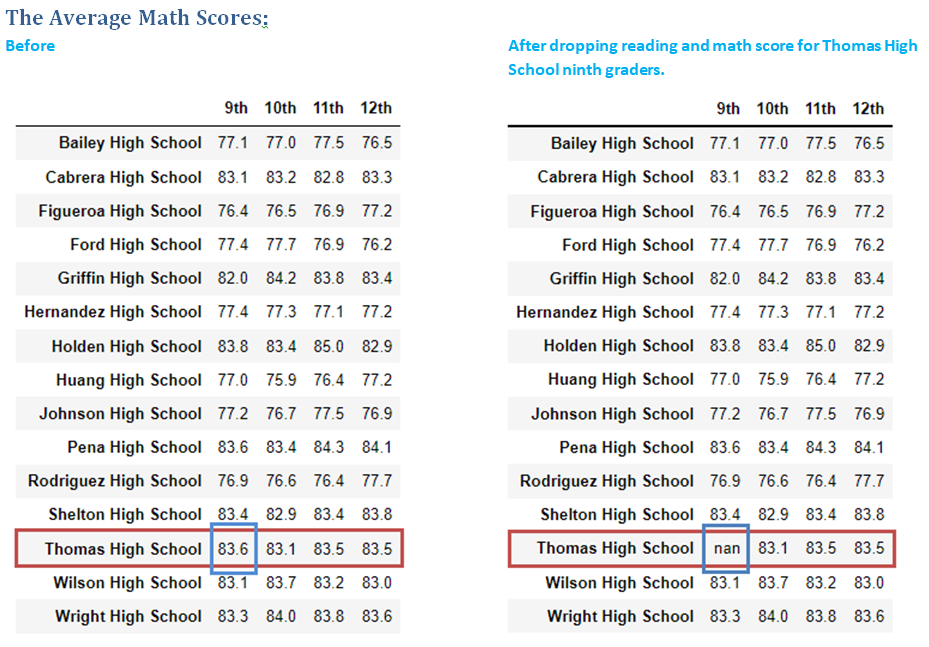 The Average Math Scores:
Before
9th 10th 11th 12th
Bailey High School 77.1 77.0 77.5 76.5
Cabrera High School 83.1 83.2 82.8 83.3
Figueroa High School 76.4 76.5 76.9 77.2
Ford High School 77.4 77.7 76.9 76.2
Griffin High School 82.0 84.2 83.8 83.4
Hernandez High School 77.4 77.3 77.1 77.2
Holden High School 83.8 83.4 85.0 82.9
Huang High School 77.0 75.9 76.4 77.2
Johnson High School 77.2 76.7 77.5 76.9
Pena High School 83.6 83.4 84.3 84.1
Rodriguez High School 76.9 76.6 76.4 77.7
Shelton High School 83.4 82.9 83.4 83.8
Thomas High School 83.6 83.1 83.5 83.5
Wilson High School 83.1 83.7 83.2 83.0
Wright High School 83.3 84.0 83.8 83.6
After dropping reading and math score for Thomas High
School ninth graders.
9th 10th 11th 12th
Bailey High School 77.1 77.0 77.5 76.5
Cabrera High School 83.1 83.2 82.8 83.3
Figueroa High School 76.4 76.5 76.9 77.2
Ford High School 77.4 77.7 76.9 76.2
Griffin High School 82.0 84.2 83.8 83.4
Hernandez High School 77.4 77.3 77.1 77.2
Holden High School 83.8 83.4 85.0 82.9
Huang High School 77.0 75.9 76.4 77.2
Johnson High School 77.2 76.7 77.5 76.9
Pena High School 83.6 83.4 84.3 84.1
Rodriguez High School 76.9 76.6 76.4 77.7
Shelton High School 83.4 82.9 83.4 83.8
Thomas High School nan 83.1 83.5 83.5
Wilson High School 83.1 83.7 83.2 83.0
Wright High School 83.3 84.0 83.8 83.6